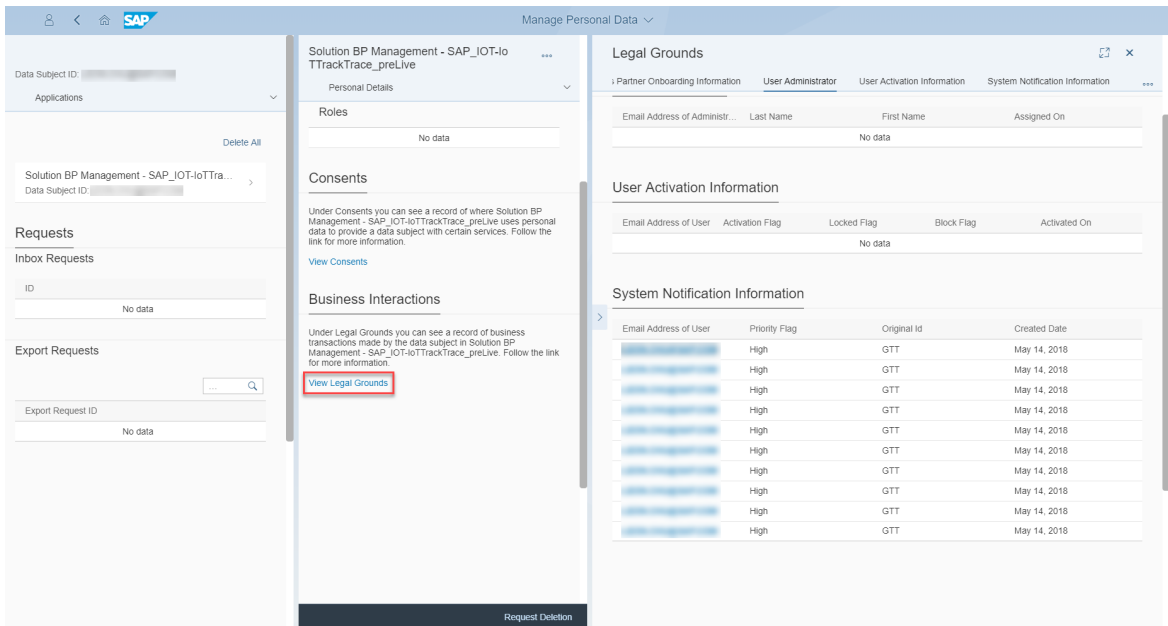 SAP
Manage Personal Data
Data Subject ID:
Applications
Delete All
Solution BP Management - SAP_IOT-IoTTra...
Data Subject ID:
Requests
Inbox Requests
ID
No data
Export Requests
...
Export Request ID
No data
Solution BP Management - SAP_IOT-Io
TTrackTrace_preLive
Personal Details
Roles
No data
Consents
Under Consents you can see a record of where Solution BP
Management - SAP_IOT-IoTTrackTrace_preLive uses personal
data to provide a data subject with certain services. Follow the
link for more information.
View Consents
Business Interactions
Under Legal Grounds you can see a record of business
transactions made by the data subject in Solution BP
Management - SAP_IOT-IoTTrackTrace_preLive. Follow the link
for more information.
View Legal Grounds
Request Deletion
Legal Grounds
Partner Onboarding Information User Administrator User Activation Information System Notification Information
Email Address of Administr... Last Name First Name Assigned On
No data
User Activation Information
Email Address of User Activation Flag Locked Flag Block Flag Activated On
No data
System Notification Information
Email Address of User Priority Flag Original Id Created Date
High GTT May 14, 2018
High GTT May 14, 2018
High GTT May 14, 2018
High GTT May 14, 2018
High GTT May 14, 2018
High GTT May 14, 2018
High GTT May 14, 2018
High GTT May 14, 2018
High GTT May 14, 2018
High GTT May 14, 2018